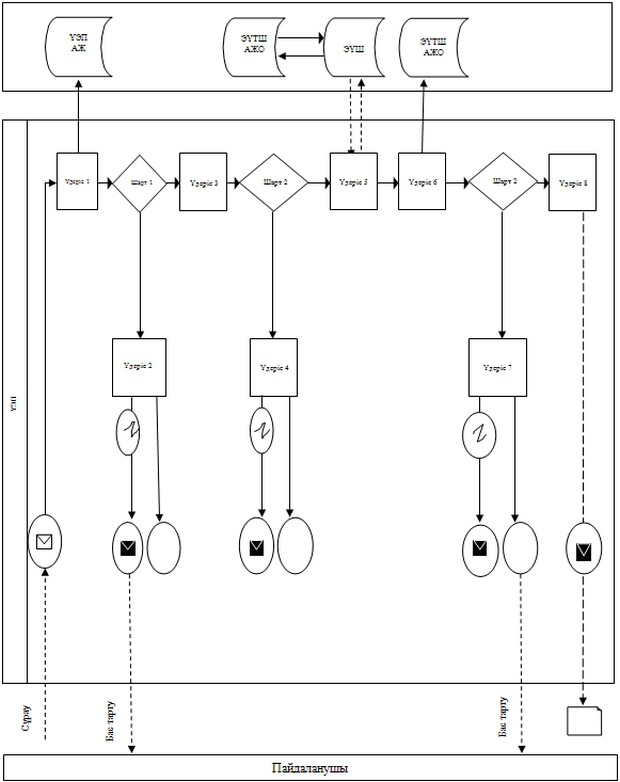 ҮЭП
АЖ
ЭҮТШ
АЖО
ЭҮШ
ЭҮТШ
АЖО
Үдеріс 1
Шарт 1
Үдеріс 3
Шарт 2
Үдеріс 5
Үдеріс 6
Шарт 2
Үдеріс 8
Үдеріс 2
Үдеріс 4
Үдеріс 7
ҮЭП
Сұрау
Бас тарту
Бас тарту
Пайдаланушы